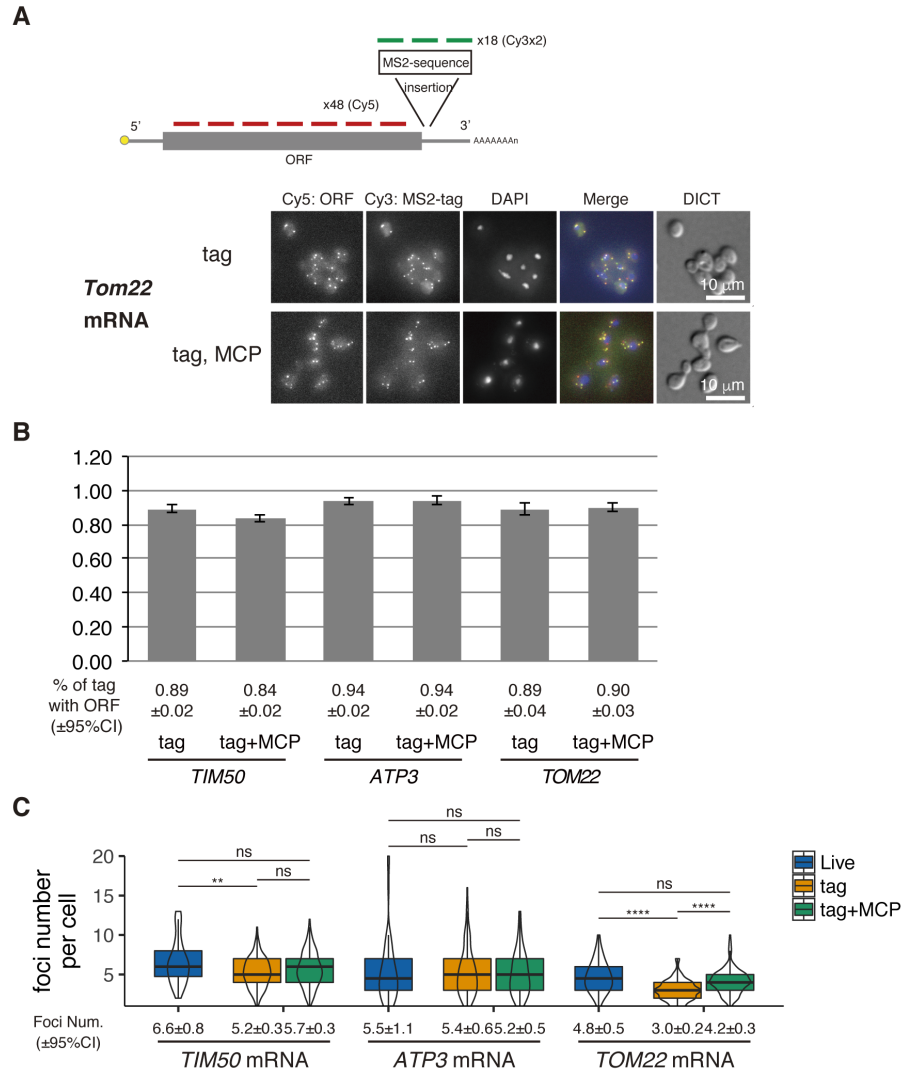 A
x18 (Cy3x2)
MS2-sequence
insertion
x48 (Cy5)
5'
3'
AAAAAAAn
ORF
Cy5: ORF Cy3: MS2-tag DAPI Merge DICT
tag
10 μm
Tom22
mRNA
tag, MCP
10 μm
B
1.20
1.00
0.80
0.60
0.40
0.20
0.00
% of tag
with ORF
(±95%CI)
0.89 0.84 0.94 0.94 0.89 0.90
±0.02 ±0.02 ±0.02 ±0.02 ±0.04 ±0.03
tag tag+MCP tag tag+MCP tag tag+MCP
TIM50 ATP3 TOM22
C
foci number
per cell
20
15
10
5
ns
** ns
ns
ns ns
ns
**** ****
Live
tag
tag+MCP
Foci Num.
(±95%CI)
6.6±0.8 5.2±0.3 5.7±0.3 5.5±1.1 5.4±0.6 5.2±0.5 4.8±0.5 3.0±0.2 4.2±0.3
TIM50 mRNA ATP3 mRNA TOM22 mRNA